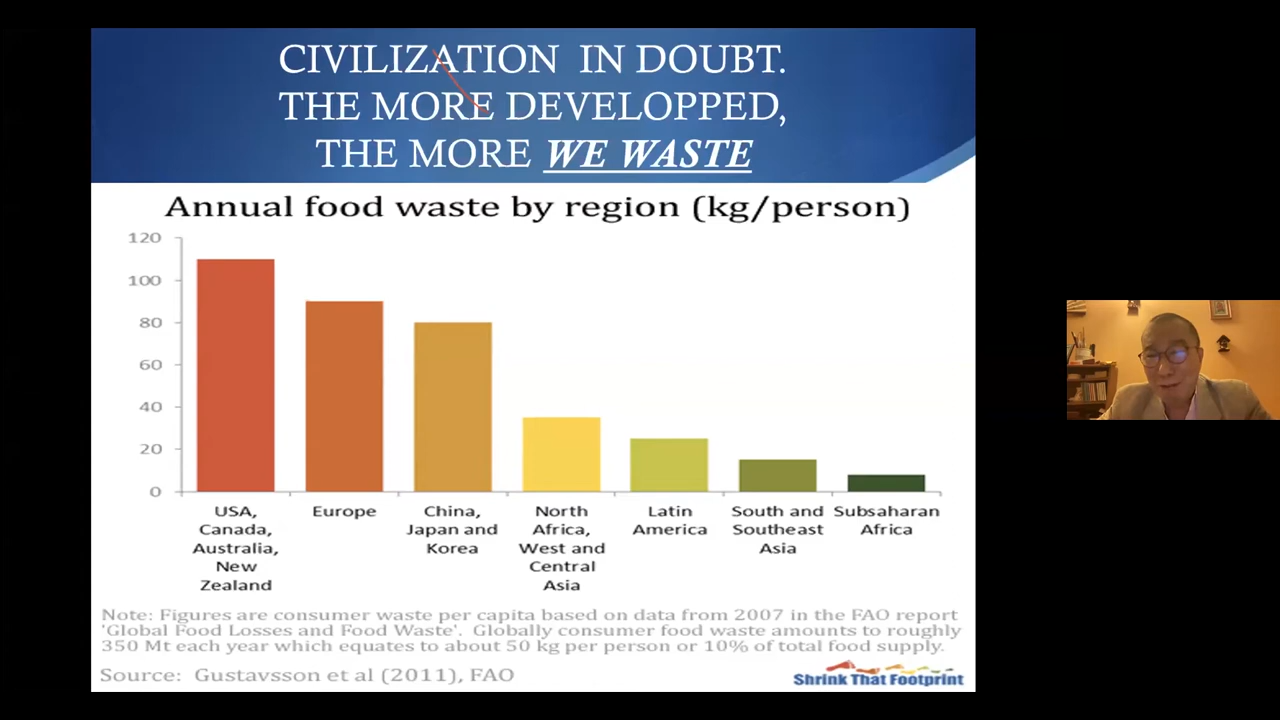 CIVILIZATION IN DOUBT.
THE MORE DEVELOPPED,
THE MORE WE WASTE
Annual food waste by region (kg/person)
120
100
80
60
40
20
0
USA, Canada, Australia, New Zealand
Europe
China, Japan and Korea
North Africa, West and Central Asia
Latin America
South and Southeast Asia
Subsaharan Africa
Note: Figures are consumer waste per capita based on data from 2007 in the FAO report
'Global Food Losses and Food Waste'. Globally consumer food waste amounts to roughly
350 Mt each year which equates to about 50 kg per person or 10% of total food supply.
Source: Gustavsson et al (2011), FAO
Shrink That Footprint